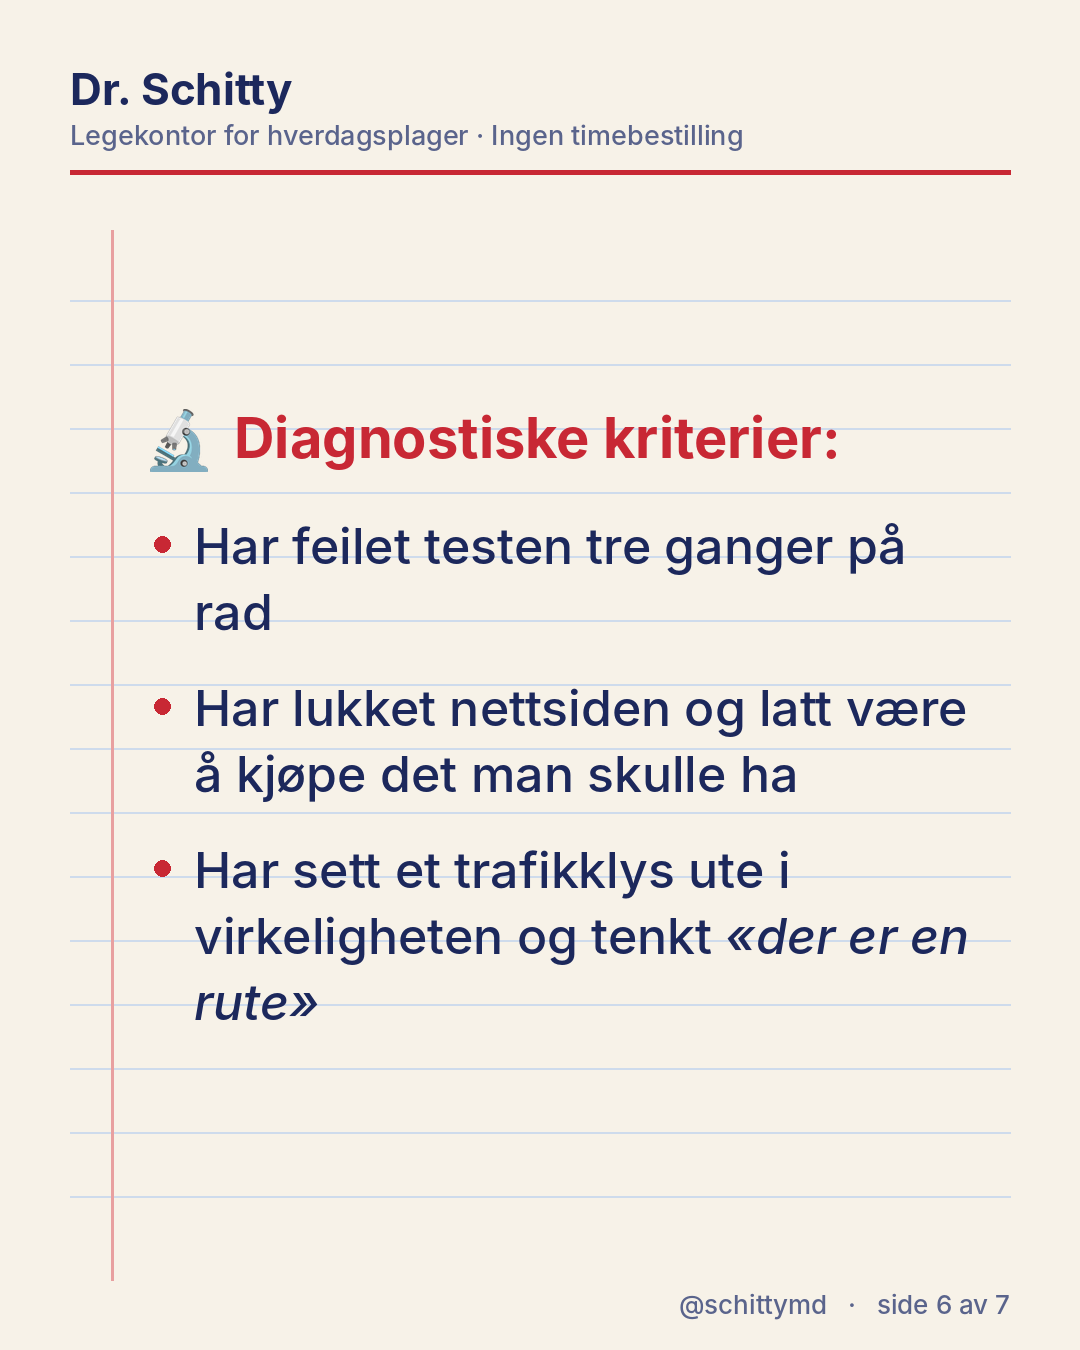 Dr. Schitty
Legekontor for hverdagsplager · Ingen timebestilling
🔬 Diagnostiske kriterier:
• Har feilet testen tre ganger på
rad
• Har lukket nettsiden og latt være
å kjøpe det man skulle ha
• Har sett et trafikklys ute i
virkeligheten og tenkt «der er en
rute»
@schittymd · side 6 av 7